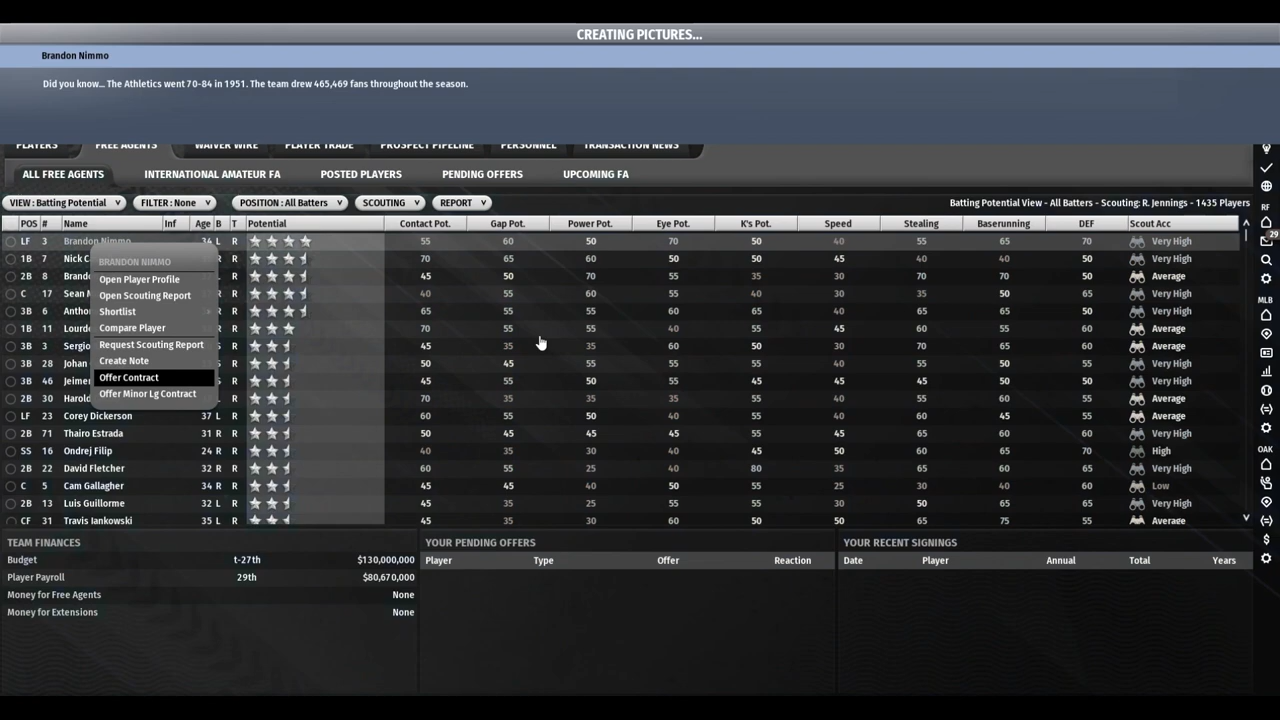 CREATING PICTURES...
Brandon Nimmo
Did you know... The Athletics went 70-84 in 1951. The team drew 465,469 fans throughout the season.
PLAYERS FREE AGENTS WAIVER WIRE PLAYER TRADE PROSPECT PIPELINE PERSONNEL TRANSACTION NEWS
ALL FREE AGENTS INTERNATIONAL AMATEUR FA POSTED PLAYERS PENDING OFFERS UPCOMING FA
VIEW : Batting Potential FILTER : None POSITION : All Batters SCOUTING REPORT Batting Potential View - All Batters - Scouting: R. Jennings - 1435 Players
POS # Name Inf Age B T Potential Contact Pot. Gap Pot. Power Pot. Eye Pot. K's Pot. Speed Stealing Baserunning DEF Scout Acc
LF 3 Brandon Nimmo 34 L R 55 60 50 70 50 40 55 65 70 Very High
1B 7 Nick C R 70 65 60 50 50 45 40 40 50 Very High
2B 8 Brand R 45 50 70 55 35 30 70 70 50 Average
C 17 Sean R 40 55 60 55 40 30 35 50 55 Very High
3B 6 Antho R 55 55 60 65 65 55 65 65 50 Very High
1B 11 Lourd R 70 55 55 40 55 45 60 55 40 Average
3B 3 Sergio R 45 35 35 60 50 55 70 55 50 Average
3B 28 Johan R 50 45 55 40 40 40 55 50 55 Very High
3B 46 Jeimer R 45 55 50 55 45 45 45 50 50 Very High
2B 30 Harol R 70 35 35 35 60 40 55 60 40 Average
LF 23 Corey Dickerson 37 L R 60 55 50 40 55 40 60 45 60 Average
2B 71 Thairo Estrada 31 R R 50 45 45 45 55 45 55 60 65 Very High
SS 16 Ondrej Filip 24 R R 40 35 30 40 45 50 60 65 70 High
2B 22 David Fletcher 32 R R 60 55 25 40 80 35 65 60 60 Very High
C 5 Cam Gallagher 34 R R 45 45 40 50 55 25 30 40 60 Low
2B 13 Luis Guillorme 32 L R 45 35 25 65 55 30 50 65 65 Very High
CF 31 Travis Jankowski 35 L R 45 35 30 60 50 50 65 75 55 Average
BRANDON NIMMO
Open Player Profile
Open Scouting Report
Shortlist
Compare Player
Request Scouting Report
Create Note
Offer Contract
Offer Minor Lg Contract
29
RF
MLB
OAK
TEAM FINANCES
Budget t-27th $130,000,000
Player Payroll 29th $80,670,000
Money for Free Agents None
Money for Extensions None
YOUR PENDING OFFERS
Player Type Offer Reaction
YOUR RECENT SIGNINGS
Date Player Annual Total Years